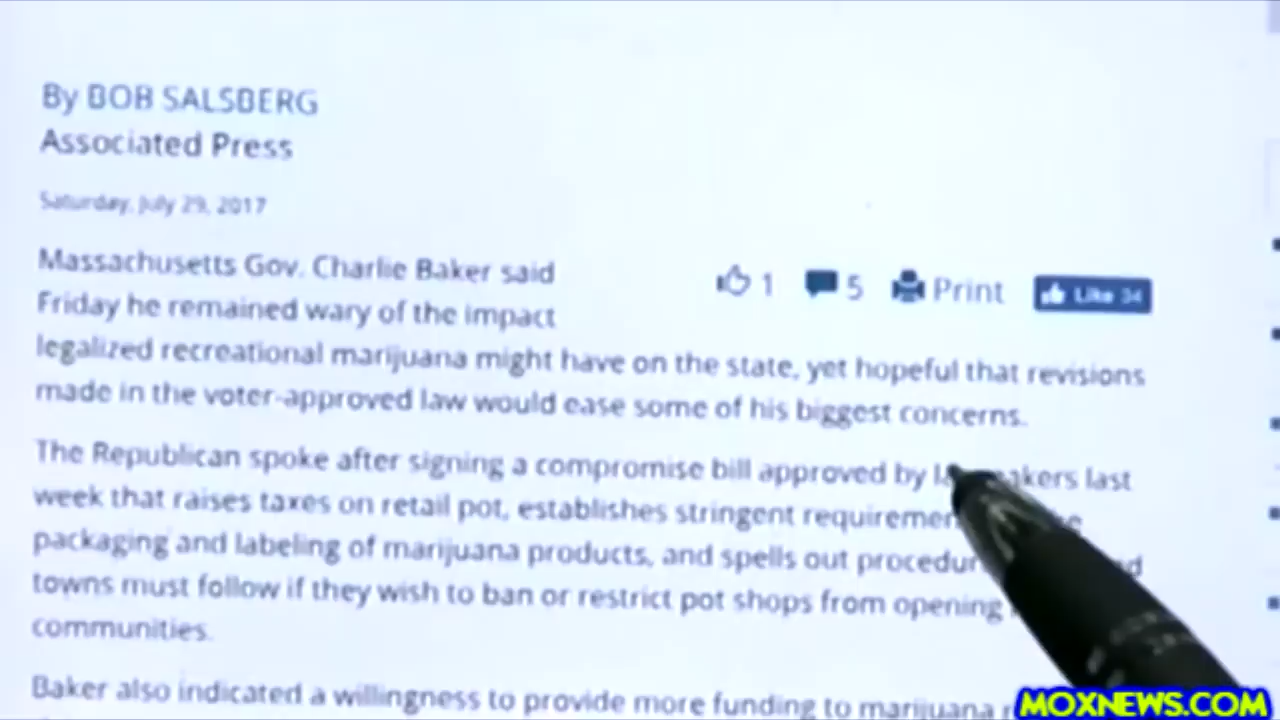 By BOB SALSBERG
Associated Press
Saturday, July 29, 2017
Massachusetts Gov. Charlie Baker said
1 5 Print Like 34
Friday he remained wary of the impact
legalized recreational marijuana might have on the state, yet hopeful that revisions
made in the voter-approved law would ease some of his biggest concerns.
The Republican spoke after signing a compromise bill approved by last
week that raises taxes on retail pot, establishes stringent
packaging and labeling of marijuana products, and spells out
towns must follow if they wish to ban or restrict pot shops from opening
communities.
Baker also indicated a willingness to provide more funding to marijuana
MOXNEWS.COM